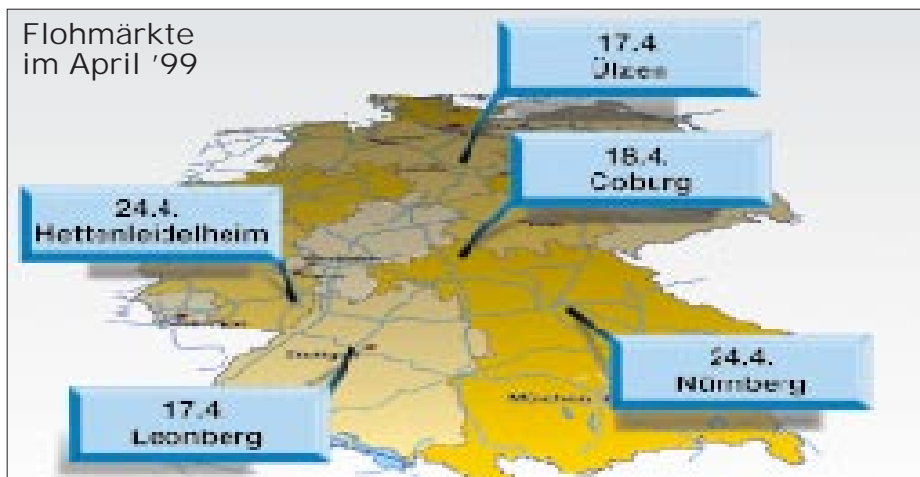 Flohmärkte
im April '99
17.4.
Ülzen
18.4.
Coburg
24.4.
Hettenleidelheim
24.4.
Nürnberg
17.4.
Leonberg
München